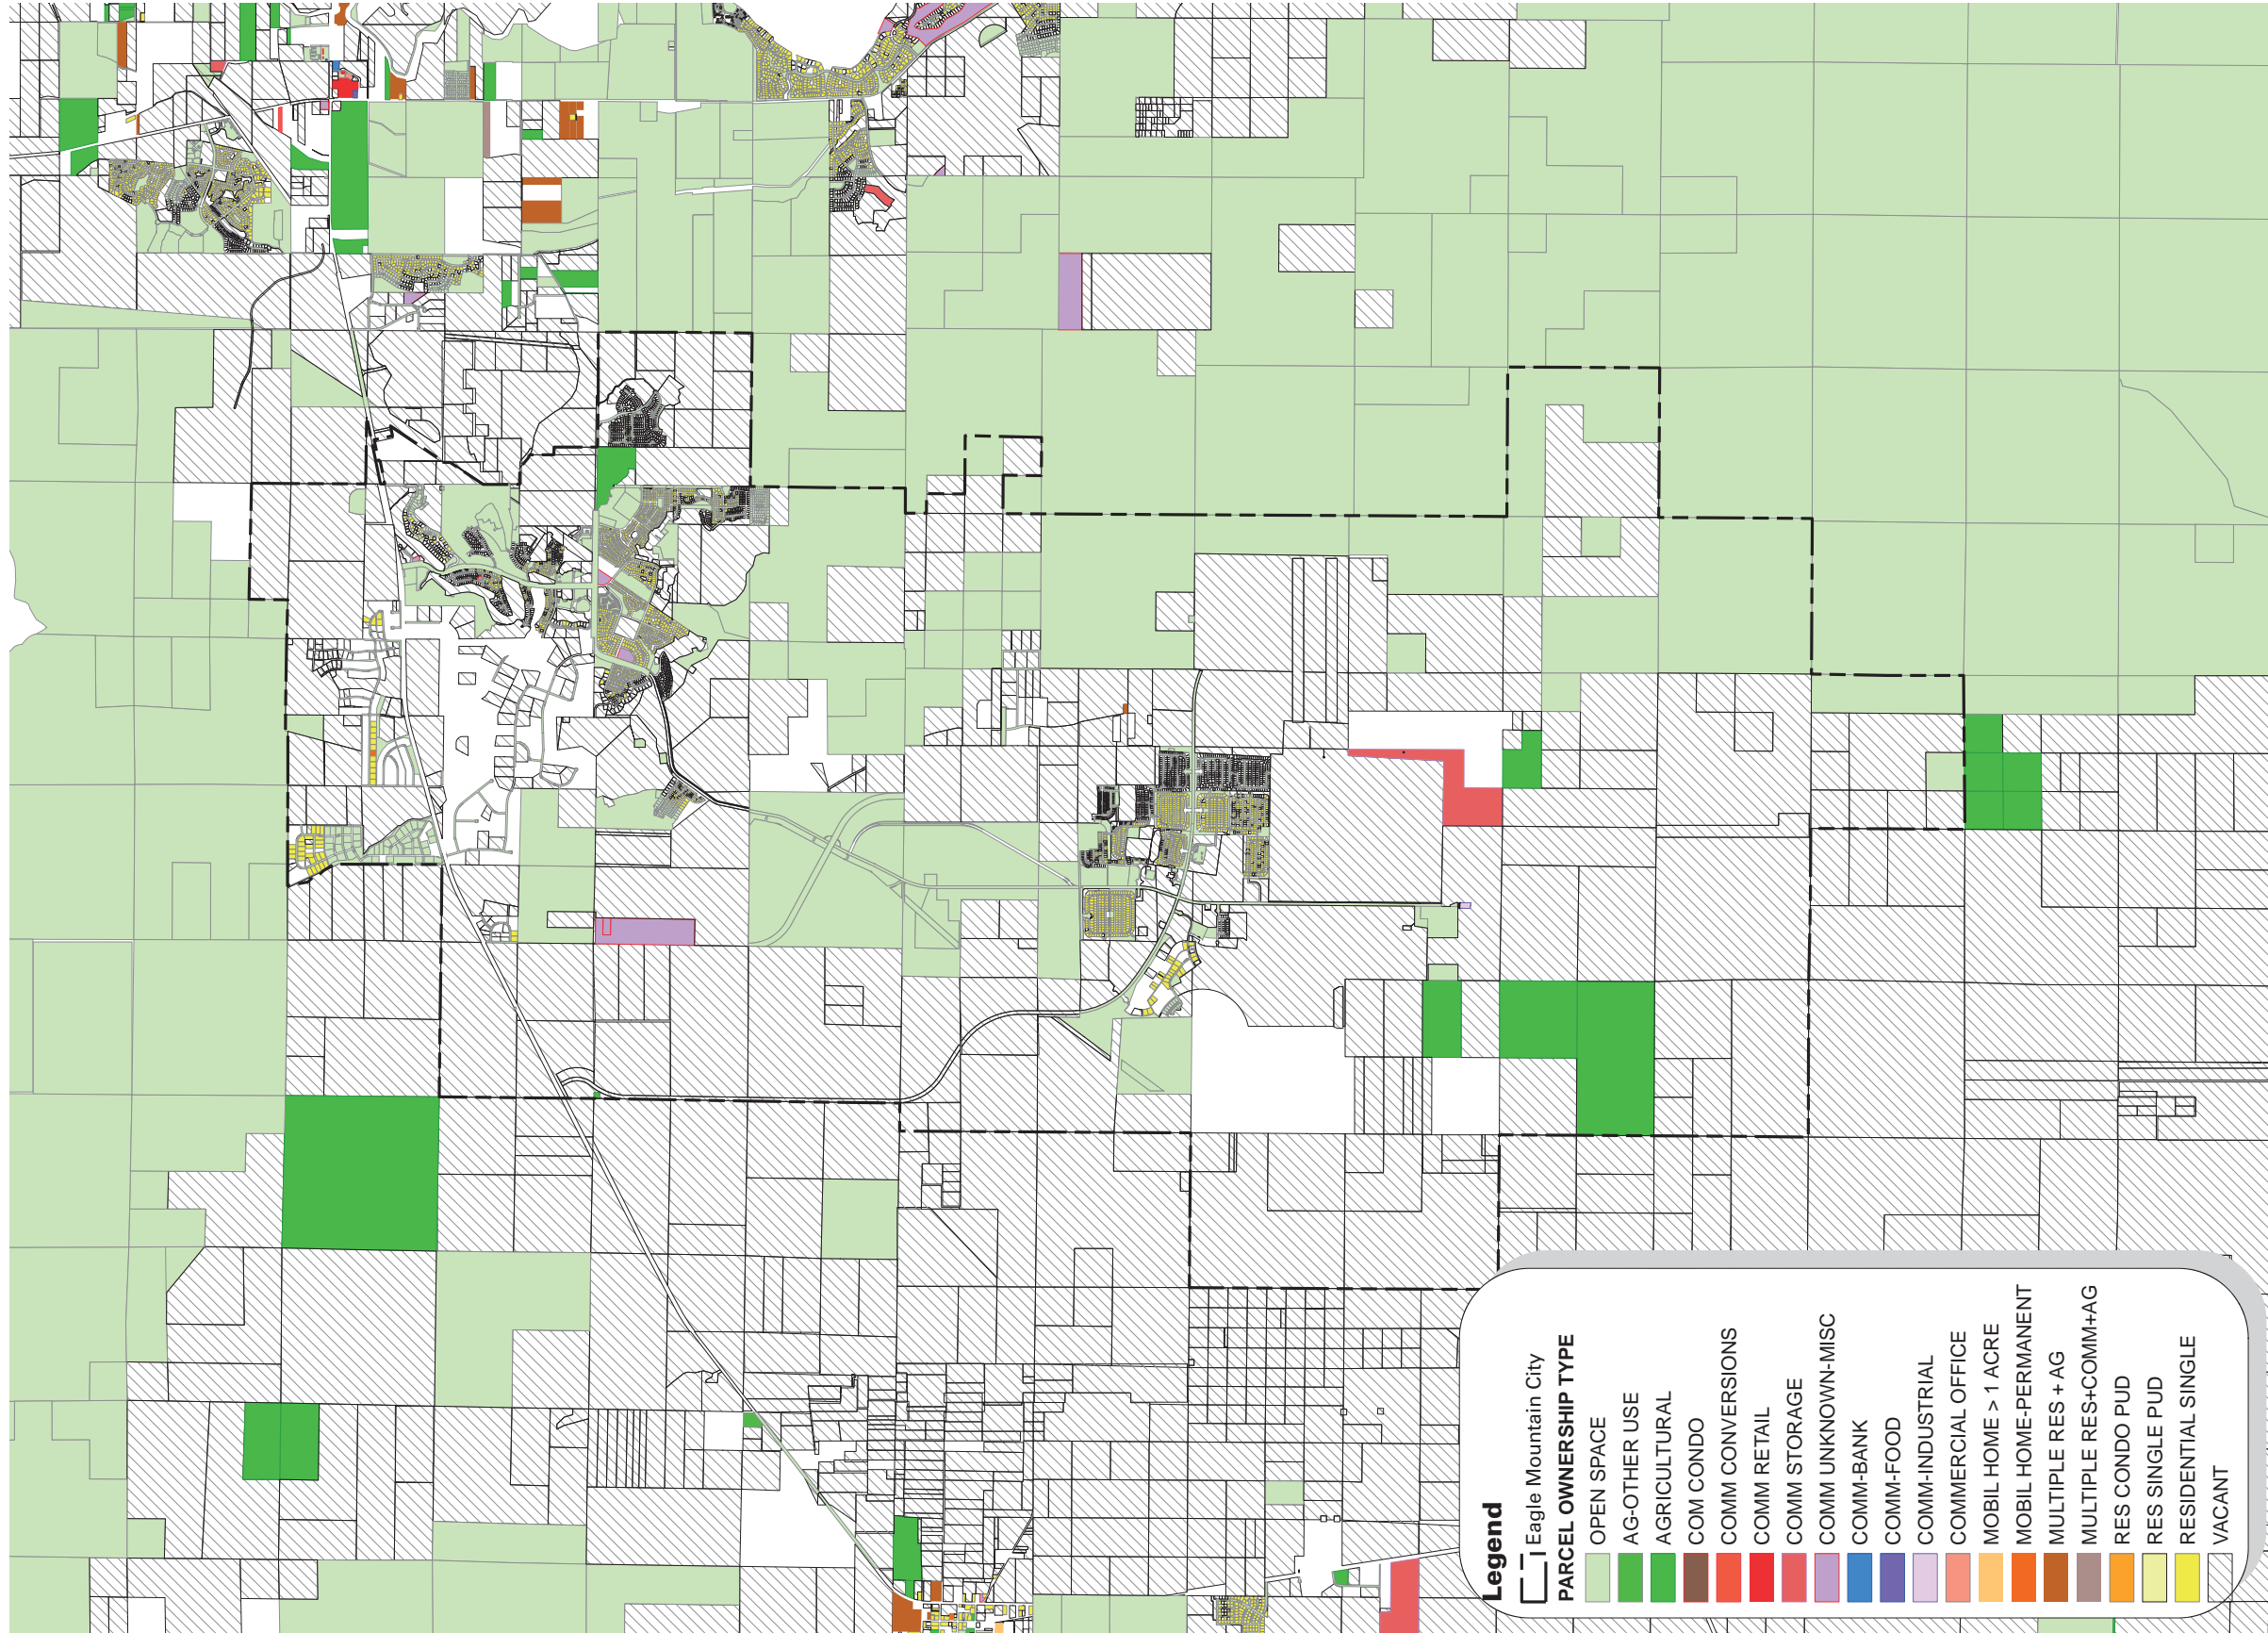 Legend
Eagle Mountain City
PARCEL OWNERSHIP TYPE
OPEN SPACE
AG-OTHER USE
AGRICULTURAL
COM CONDO
COMM CONVERSIONS
COMM RETAIL
COMM STORAGE
COMM UNKNOWN-MISC
COMM-BANK
COMM-FOOD
COMM-INDUSTRIAL
COMMERCIAL OFFICE
MOBIL HOME > 1 ACRE
MOBIL HOME-PERMANENT
MULTIPLE RES + AG
MULTIPLE RES+COMM+AG
RES CONDO PUD
RES SINGLE PUD
RESIDENTIAL SINGLE
VACANT